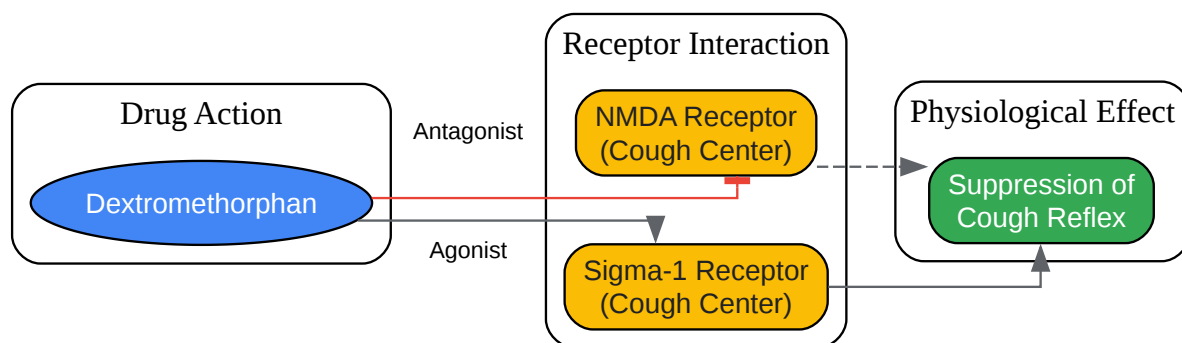 Drug Action
Dextromethorphan
Antagonist
Agonist
Receptor Interaction
NMDA Receptor
(Cough Center)
Sigma-1 Receptor
(Cough Center)
Physiological Effect
Suppression of
Cough Reflex